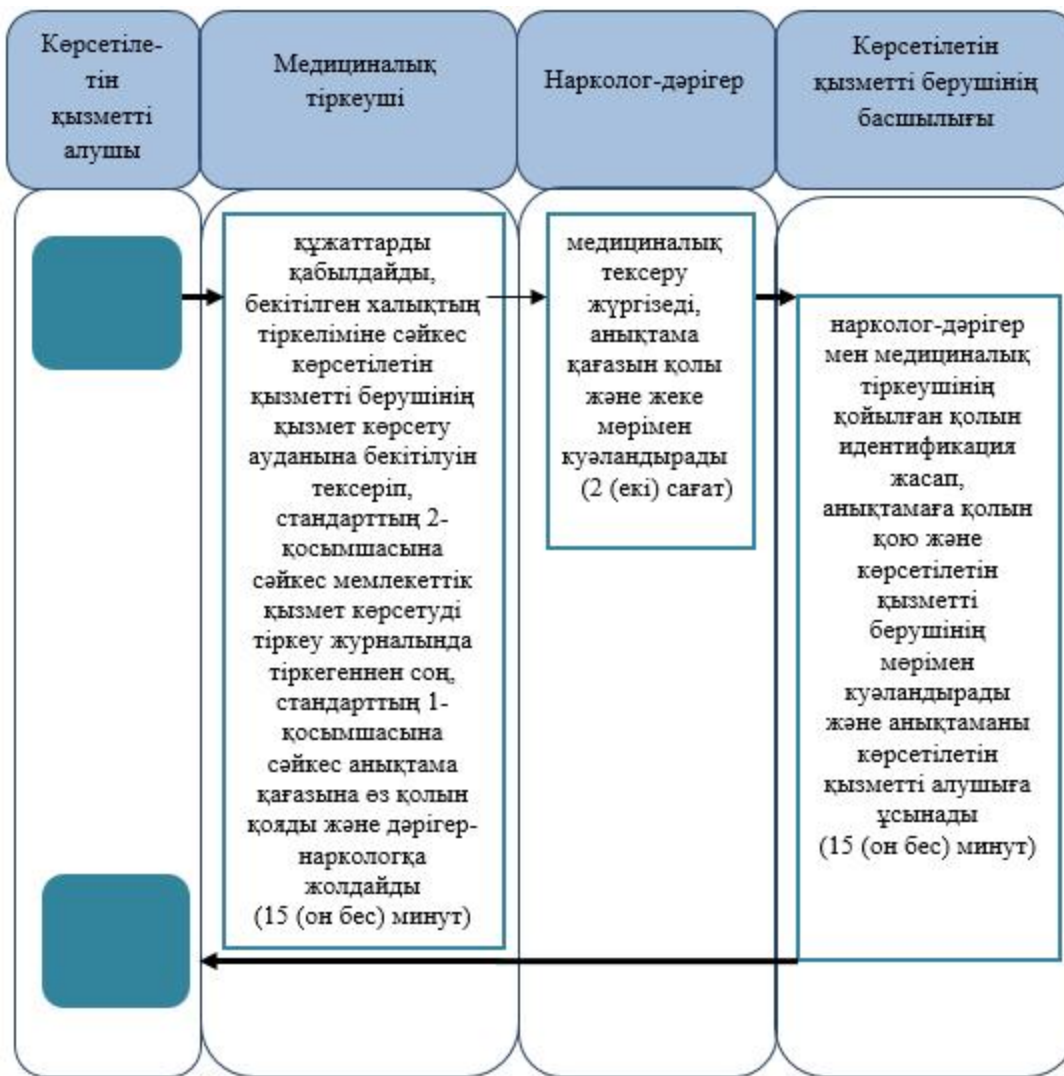 Көрсетіле-
тін
қызметті
алушы
Медициналық
тіркеуші
Нарколог-дәрігер
Көрсетілетін
қызметті берушінің
басшылығы
құжаттарды
қабылдайды,
бекітілген халықтың
тіркеліміне сәйкес
көрсетілетін
қызметті берушінің
қызмет көрсету
ауданына бекітілуін
тексеріп,
стандарттың 2-
қосымшасына
сәйкес мемлекеттік
қызмет көрсетуді
тіркеу журналында
тіркегеннен соң,
стандарттың 1-
қосымшасына
сәйкес анықтама
қағазына өз қолын
қояды және дәрігер-
наркологқа
жолдайды
(15 (он бес) минут)
медициналық
тексеру
жүргізеді,
анықтама
қағазын қолы
және жеке
мөрімен
куәландырады
(2 (екі) сағат)
нарколог-дәрігер
мен медициналық
тіркеушінің
қойылған қолын
идентификация
жасап,
анықтамаға қолын
қою және
көрсетілетін
қызметті
берушінің
мөрімен
куәландырады
және анықтаманы
көрсетілетін
қызметті алушыға
ұсынады
(15 (он бес) минут)